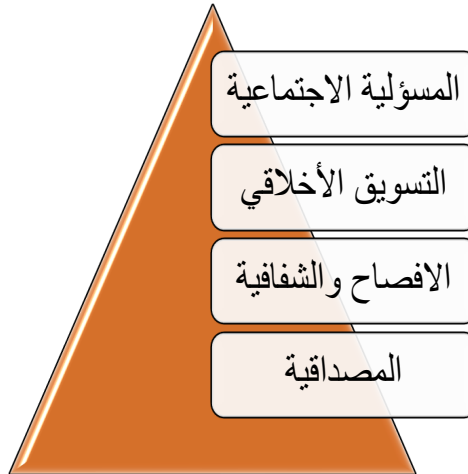 المسؤلية الاجتماعية
التسويق الأخلاقي
الافصاح والشفافية
المصداقية